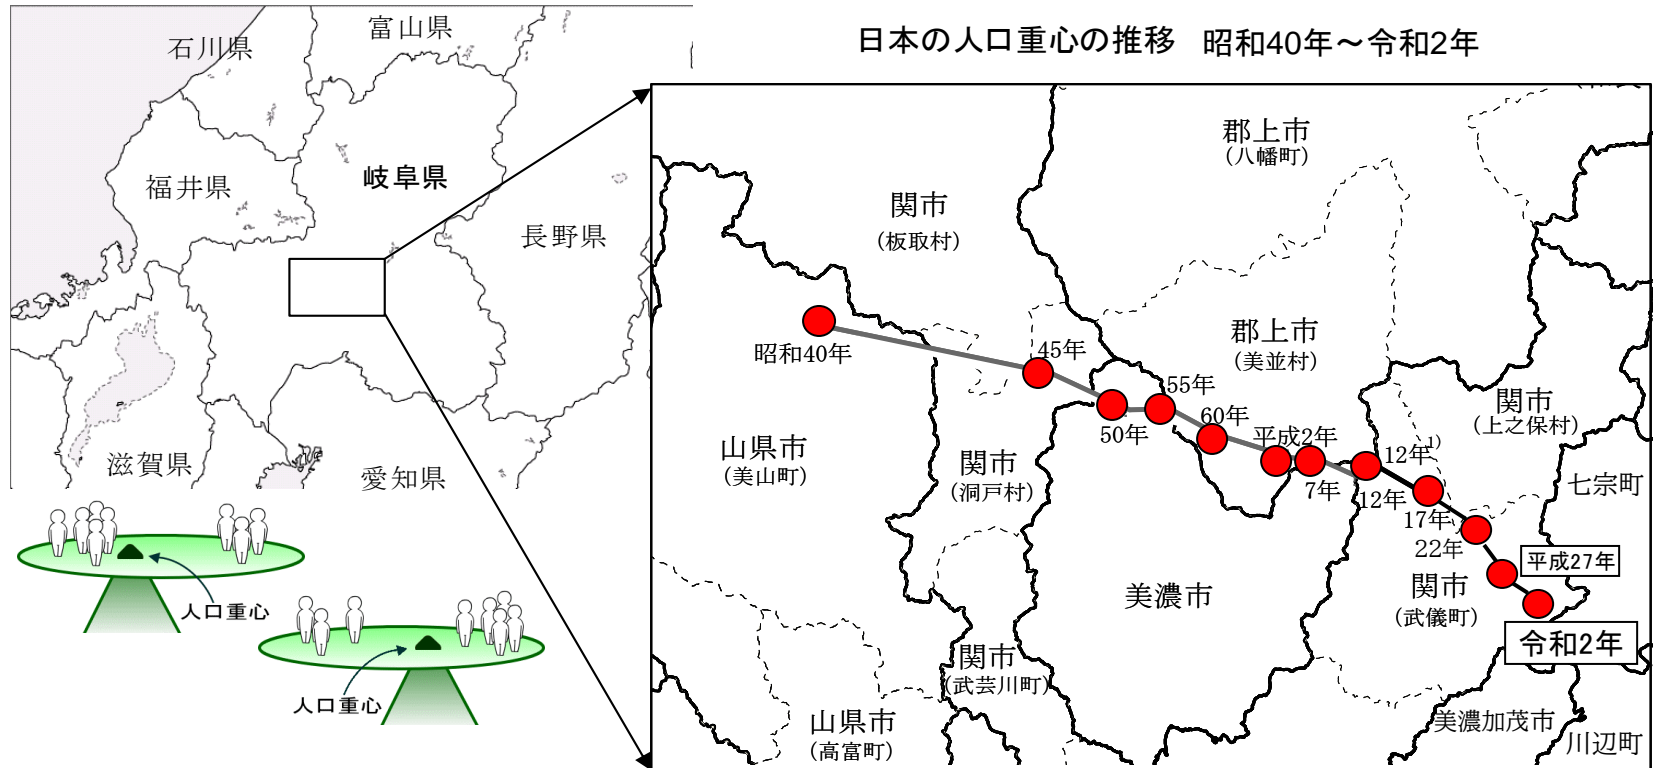 日本の人口重心の推移 昭和40年～令和2年
石川県
富山県
福井県
岐阜県
長野県
滋賀県
愛知県
人口重心
人口重心
郡上市
（八幡町）
関市
（板取村）
郡上市
（美並村）
昭和40年
45年
50年
55年
60年
平成2年
7年
12年1)
12年
17年
22年
平成27年
令和2年
関市
（上之保村）
七宗町
山県市
（美山町）
関市
（洞戸村）
美濃市
関市
（武儀町）
関市
（武芸川町）
山県市
（高富町）
美濃加茂市
川辺町